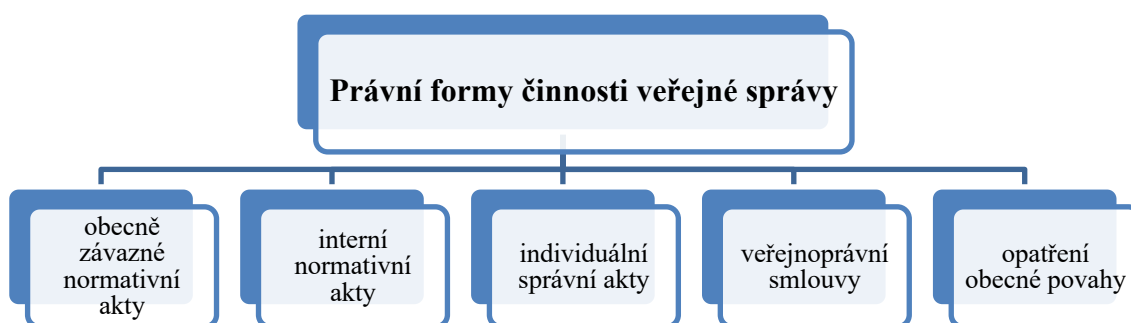 Právní formy činnosti veřejné správy
obecně
závazné
normativní
akty
interní
normativní
akty
individuální
správní akty
veřejnoprávní
smlouvy
opatření
obecné povahy